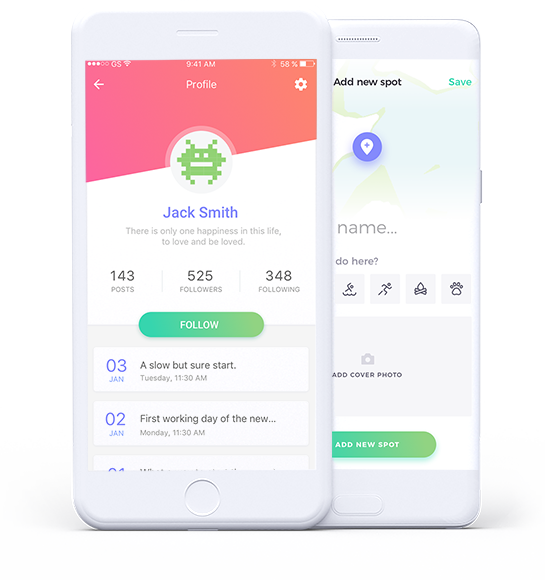 GS 9:41 AM 58 %
Profile
Jack Smith
There is only one happiness in this life,
to love and be loved.
143 525 348
POSTS FOLLOWERS FOLLOWING
FOLLOW
03 A slow but sure start.
JAN Tuesday, 11:30 AM
02 First working day of the new...
JAN Monday, 11:30 AM
Add new spot Save
name...
do here?
ADD COVER PHOTO
ADD NEW SPOT